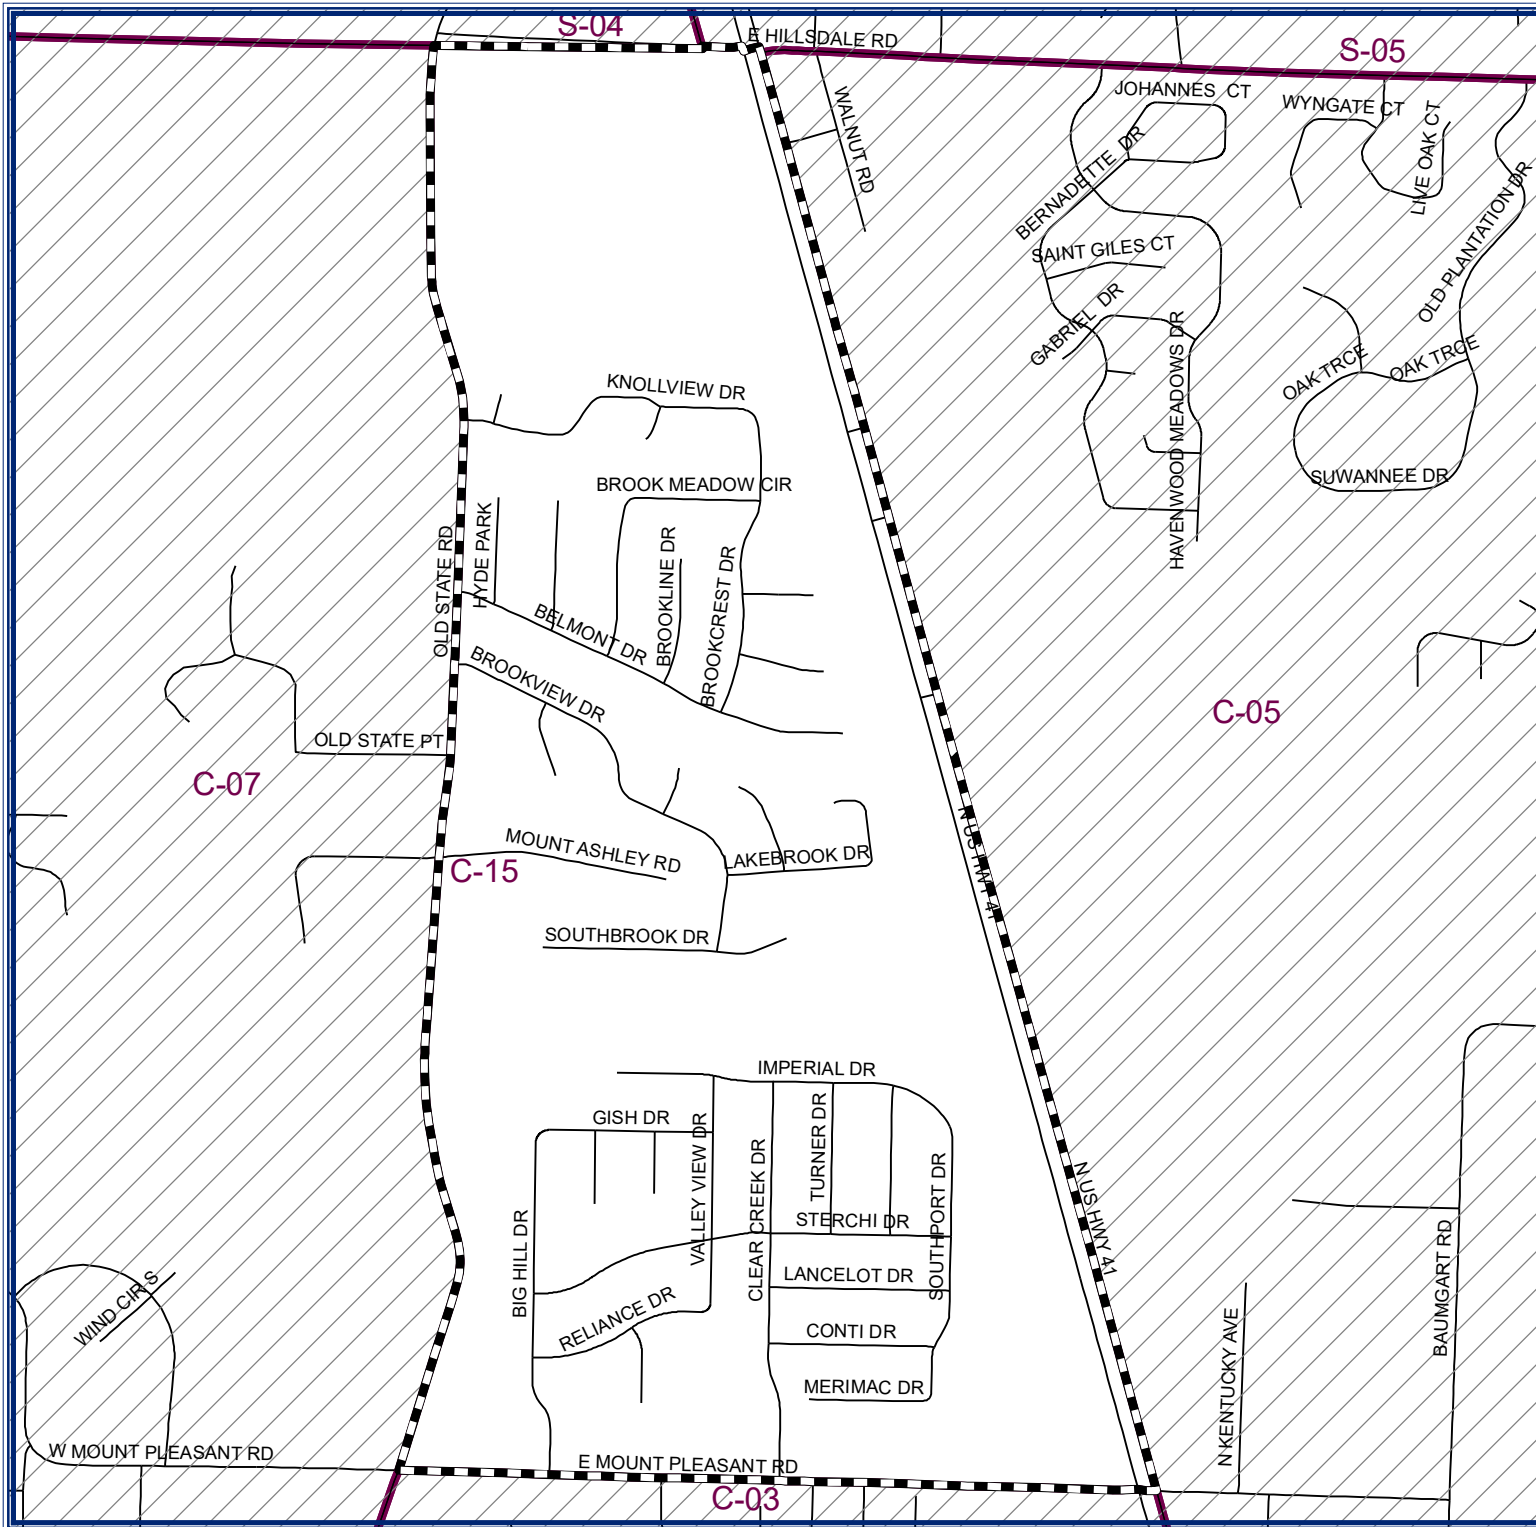 S-04
E HILLSDALE RD
S-05
JOHANNES CT
WYNGATE CT
WALNUT RD
BERNADETTE DR
LIVE OAK CT
OLD PLANTATION DR
SAINT GILES CT
GABRIEL DR
HAVENWOOD MEADOWS DR
OAK TRCE
OAK TRCE
SUWANNEE DR
KNOLLVIEW DR
BROOK MEADOW CIR
OLD STATE RD
HYDE PARK
BROOKLINE DR
BROOKCREST DR
BELMONT DR
BROOKVIEW DR
OLD STATE PT
C-05
C-07
MOUNT ASHLEY RD
LAKEBROOK DR
C-15
N US HWY 41
SOUTHBROOK DR
IMPERIAL DR
GISH DR
VALLEY VIEW DR
CLEAR CREEK DR
TURNER DR
SOUTHPORT DR
STERCHI DR
N US HWY 41
BIG HILL DR
LANCELOT DR
RELIANCE DR
CONTI DR
MERIMAC DR
WIND CIR S
N KENTUCKY AVE
BAUMGART RD
W MOUNT PLEASANT RD
E MOUNT PLEASANT RD
C-03